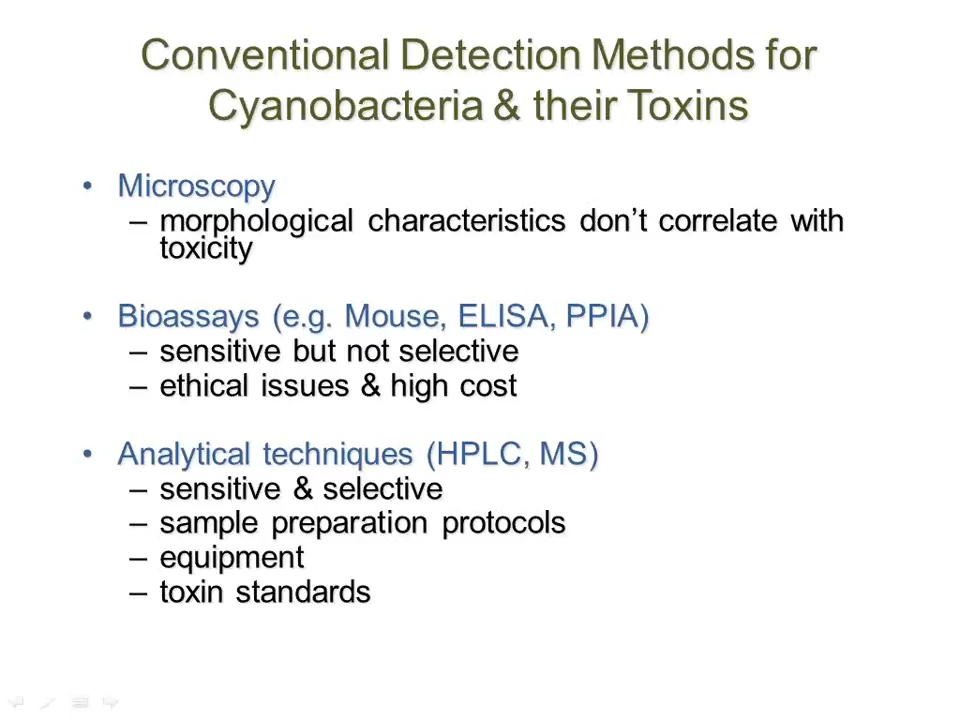 Conventional Detection Methods for
Cyanobacteria & their Toxins
• Microscopy
– morphological characteristics don’t correlate with
toxicity
• Bioassays (e.g. Mouse, ELISA, PPIA)
– sensitive but not selective
– ethical issues & high cost
• Analytical techniques (HPLC, MS)
– sensitive & selective
– sample preparation protocols
– equipment
– toxin standards